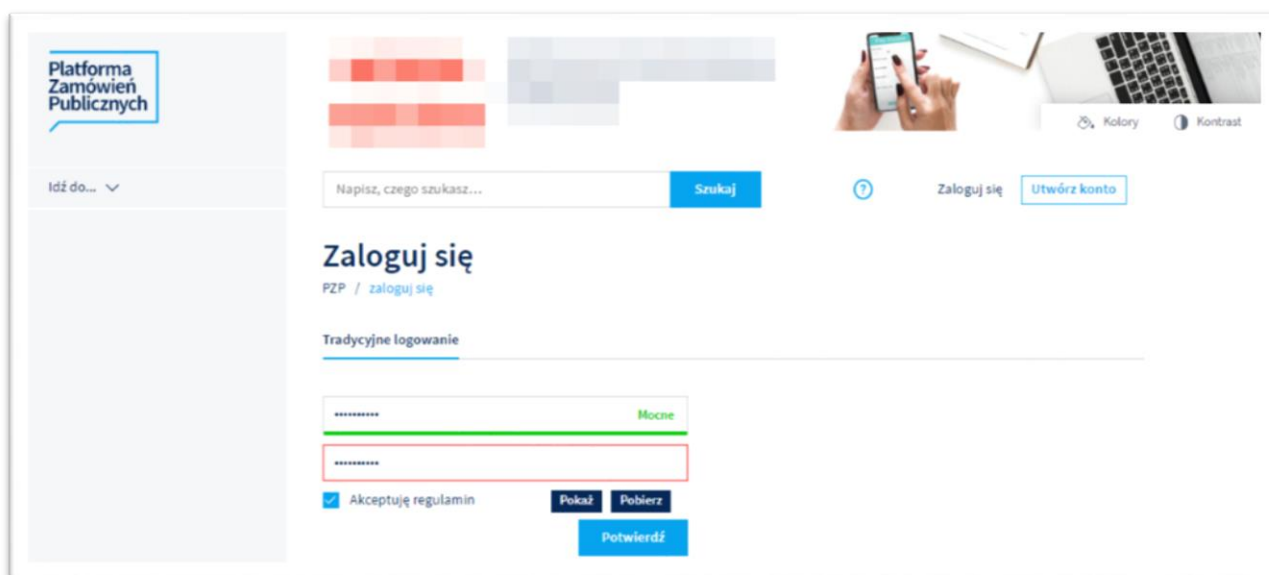 Platforma
Zamówień
Publicznych
Kolory
Kontrast
Idź do...
Napisz, czego szukasz...
Szukaj
?
Zaloguj się
Utwórz konto
Zaloguj się
PZP / zaloguj się
Tradycyjne logowanie
•••••••••• Mocne
••••••••••
Akceptuję regulamin
Pokaż
Pobierz
Potwierdź